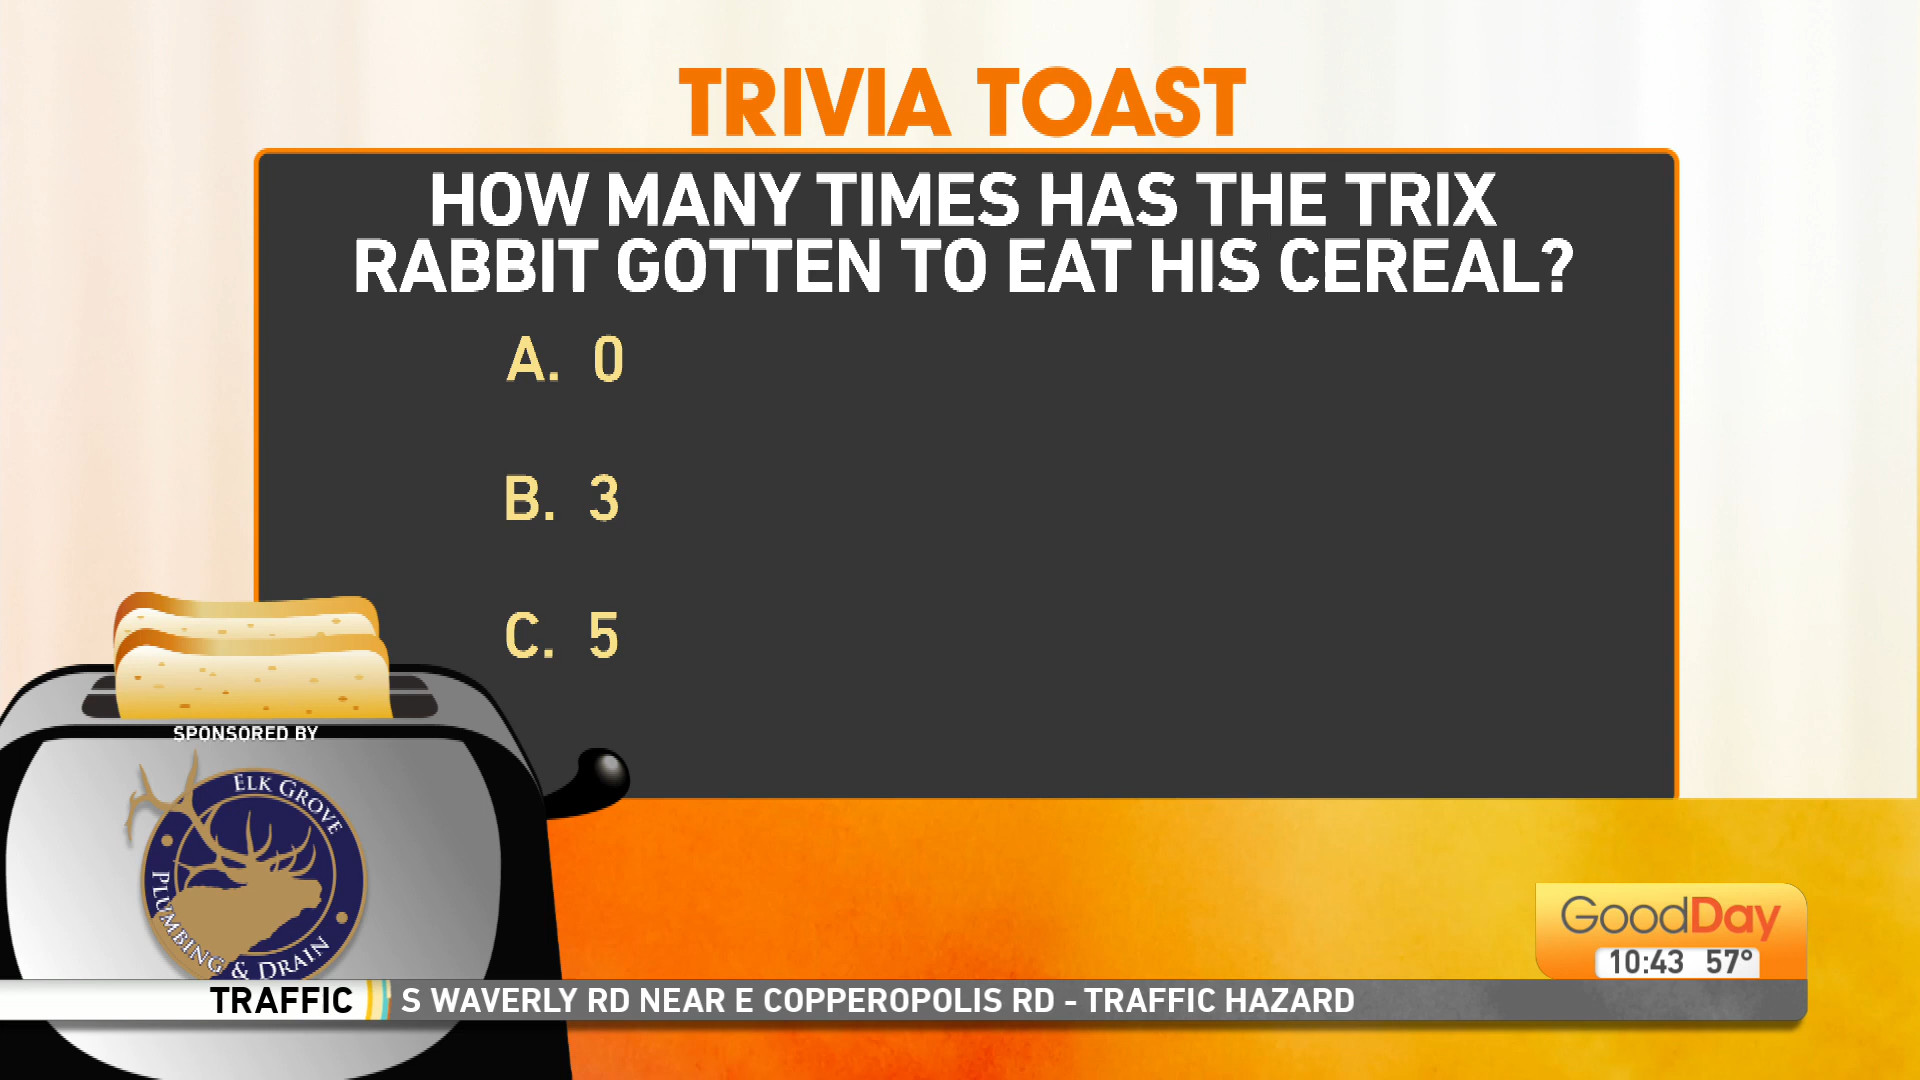 TRIVIA TOAST
HOW MANY TIMES HAS THE TRIX
RABBIT GOTTEN TO EAT HIS CEREAL?
A. 0
B. 3
C. 5
SPONSORED BY
ELK GROVE
PLUMBING & DRAIN
GoodDay
10:43 57°
TRAFFIC S WAVERLY RD NEAR E COPPEROPOLIS RD - TRAFFIC HAZARD